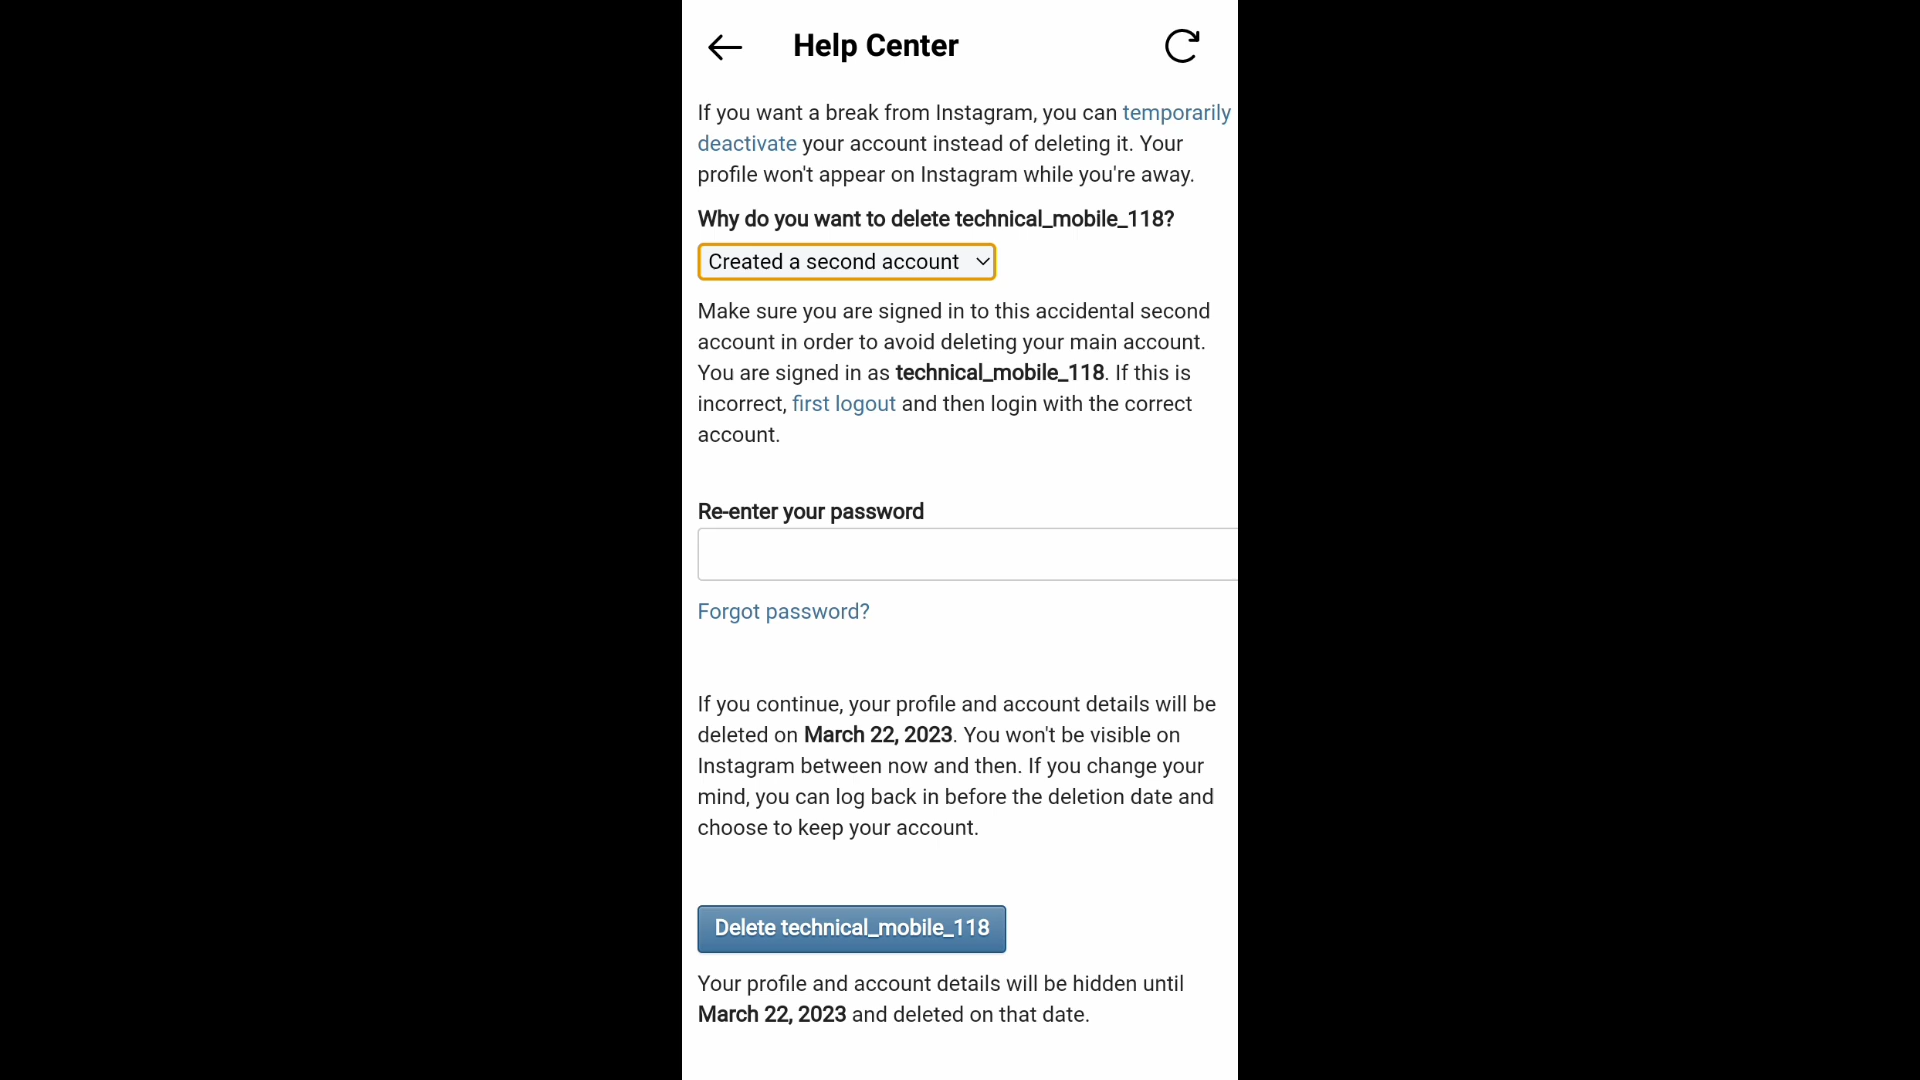 Help Center
If you want a break from Instagram, you can temporarily
deactivate your account instead of deleting it. Your
profile won't appear on Instagram while you're away.
Why do you want to delete technical_mobile_118?
Created a second account
Make sure you are signed in to this accidental second
account in order to avoid deleting your main account.
You are signed in as technical_mobile_118. If this is
incorrect, first logout and then login with the correct
account.
Re-enter your password
Forgot password?
If you continue, your profile and account details will be
deleted on March 22, 2023. You won't be visible on
Instagram between now and then. If you change your
mind, you can log back in before the deletion date and
choose to keep your account.
Delete technical_mobile_118
Your profile and account details will be hidden until
March 22, 2023 and deleted on that date.